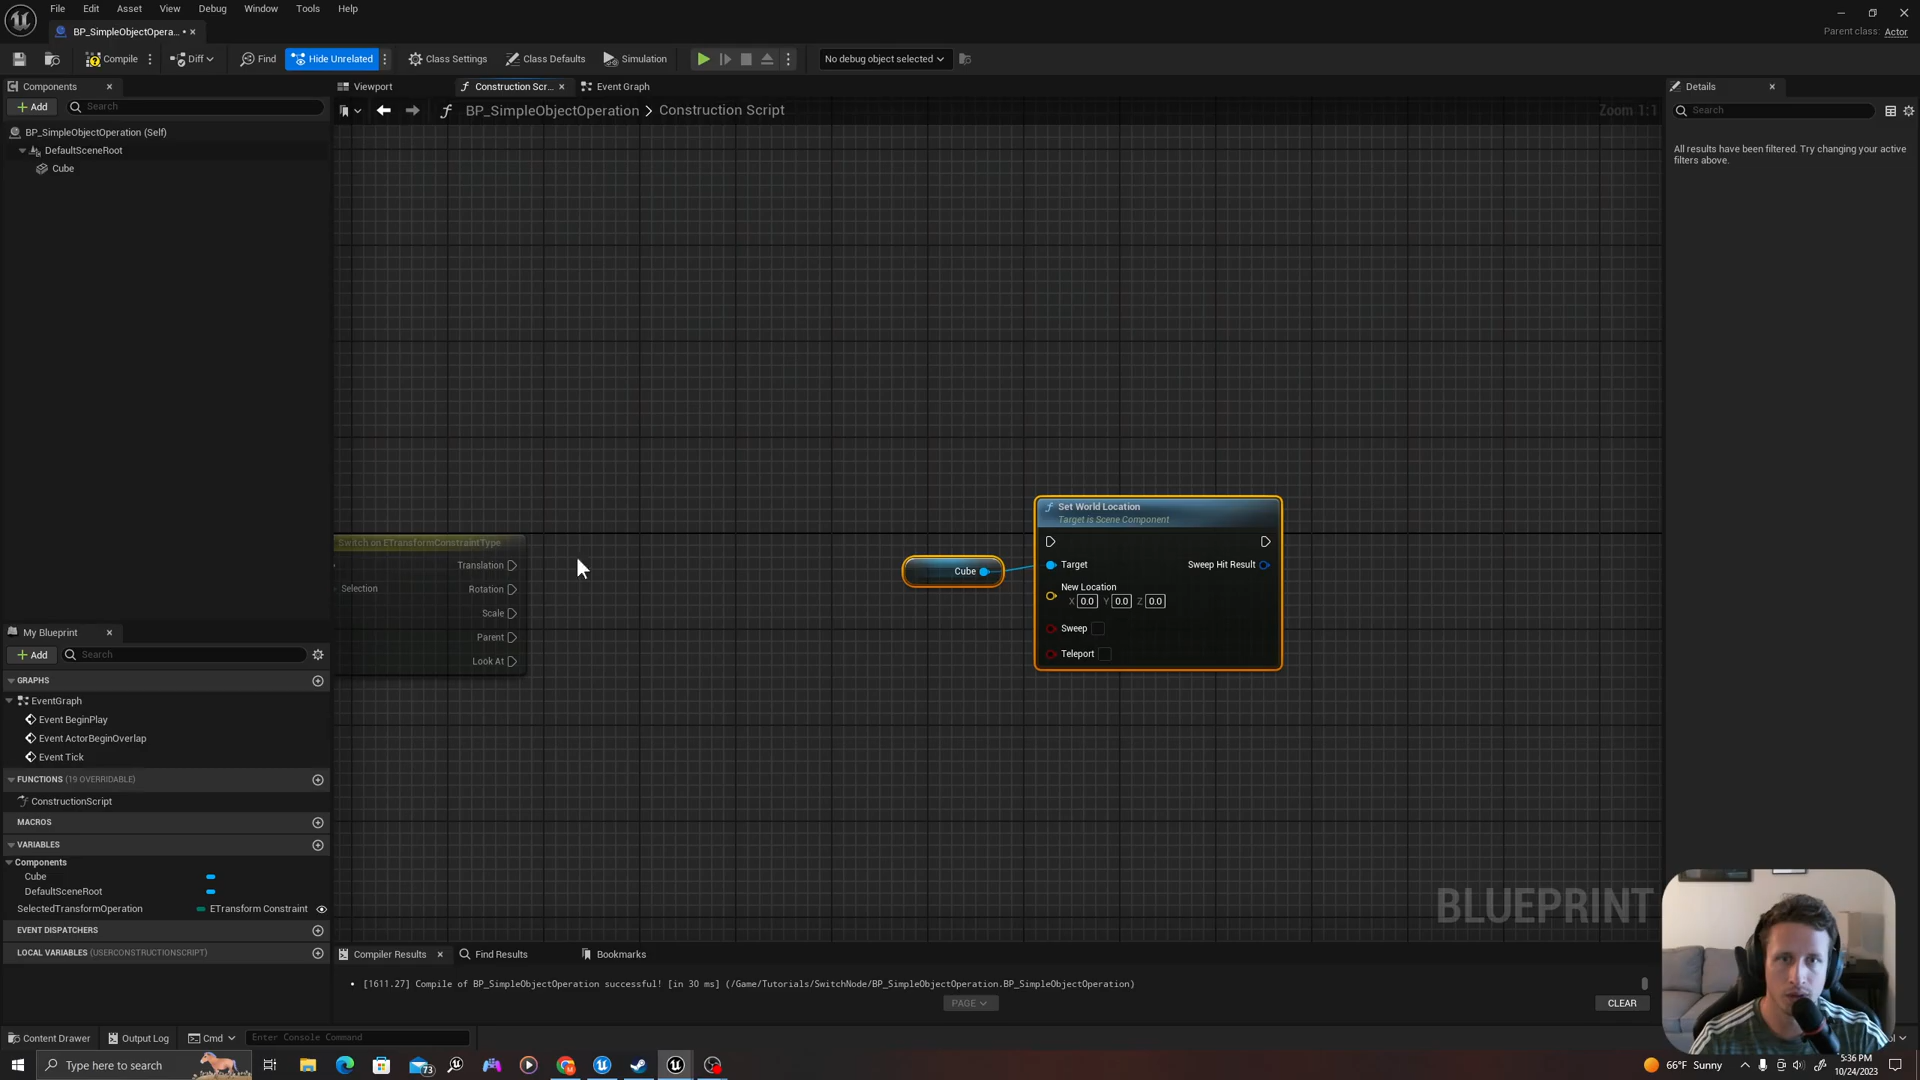 File Edit Asset View Debug Window Tools Help
BP_SimpleObjectOpera... •
Parent class: Actor
Compile Diff Find Hide Unrelated Class Settings Class Defaults Simulation No debug object selected
Components Viewport Construction Scr... Event Graph Details
Add Search
BP_SimpleObjectOperation > Construction Script
Zoom 1:1
Search
BP_SimpleObjectOperation (Self)
DefaultSceneRoot
Cube
All results have been filtered. Try changing your active
filters above.
Set World Location
Target is Scene Component
Switch on ETransformConstraintType
Translation
Selection
Rotation
Scale
Parent
Look At
Cube
Target
Sweep Hit Result
New Location
X 0.0 Y 0.0 Z 0.0
Sweep
Teleport
My Blueprint
Add Search
GRAPHS
EventGraph
Event BeginPlay
Event ActorBeginOverlap
Event Tick
FUNCTIONS (19 OVERRIDABLE)
ConstructionScript
MACROS
VARIABLES
Components
Cube
DefaultSceneRoot
SelectedTransformOperation ETransform Constraint
EVENT DISPATCHERS
LOCAL VARIABLES (USERCONSTRUCTIONSCRIPT)
BLUEPRINT
Compiler Results Find Results Bookmarks
[1611.27] Compile of BP_SimpleObjectOperation successful! [in 30 ms] (/Game/Tutorials/SwitchNode/BP_SimpleObjectOperation.BP_SimpleObjectOperation)
PAGE
CLEAR
Content Drawer Output Log Cmd Enter Console Command
Type here to search
73
66°F Sunny
5:36 PM
10/24/2023